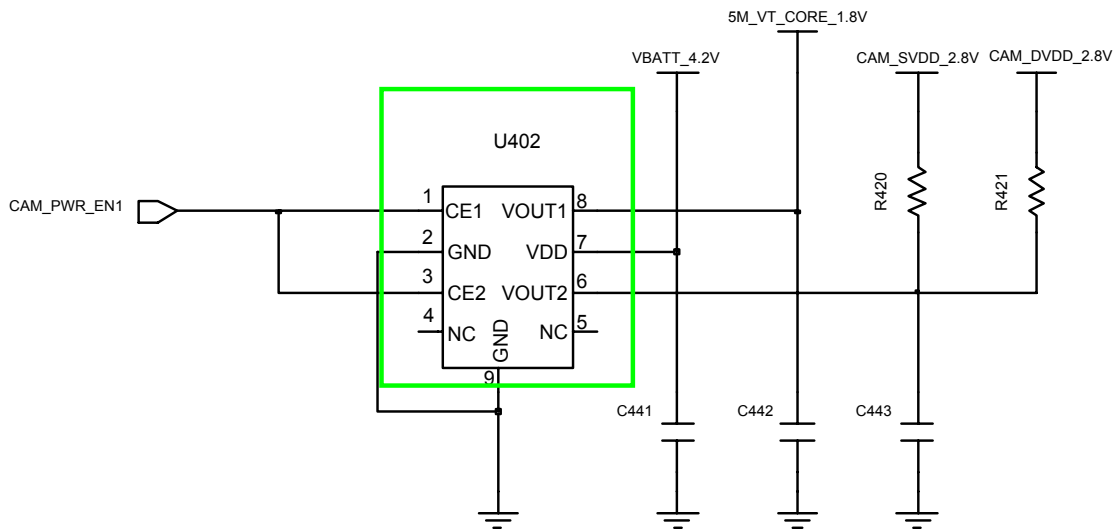 5M_VT_CORE_1.8V
VBATT_4.2V
CAM_SVDD_2.8V
CAM_DVDD_2.8V
U402
CAM_PWR_EN1
1
CE1
VOUT1
8
2
GND
VDD
7
3
CE2
VOUT2
6
4
NC
GND
NC
5
9
R420
R421
C441
C442
C443